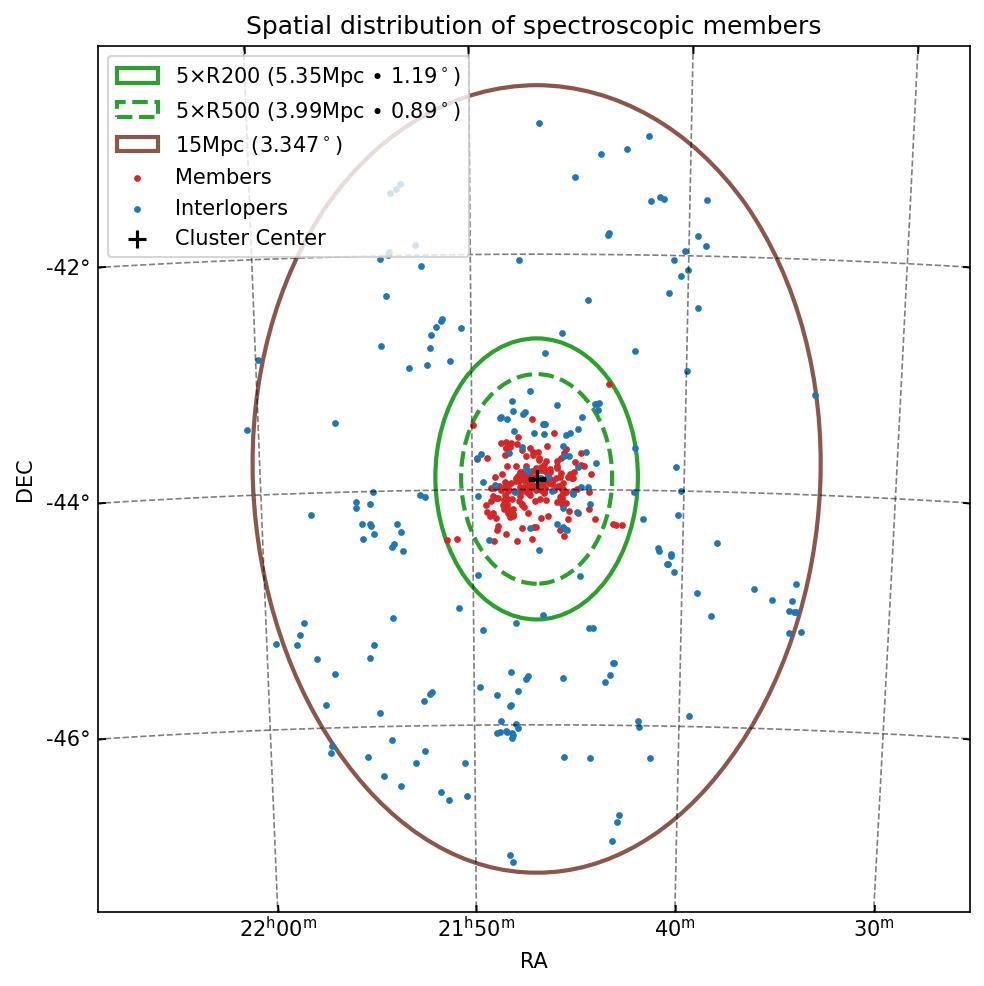 Spatial distribution of spectroscopic members
5×R200 (5.35Mpc • 1.19°)
5×R500 (3.99Mpc • 0.89°)
15Mpc (3.347°)
Members
Interlopers
Cluster Center
-42°
-44°
-46°
DEC
22ʰ00ᵐ
21ʰ50ᵐ
40ᵐ
30ᵐ
RA